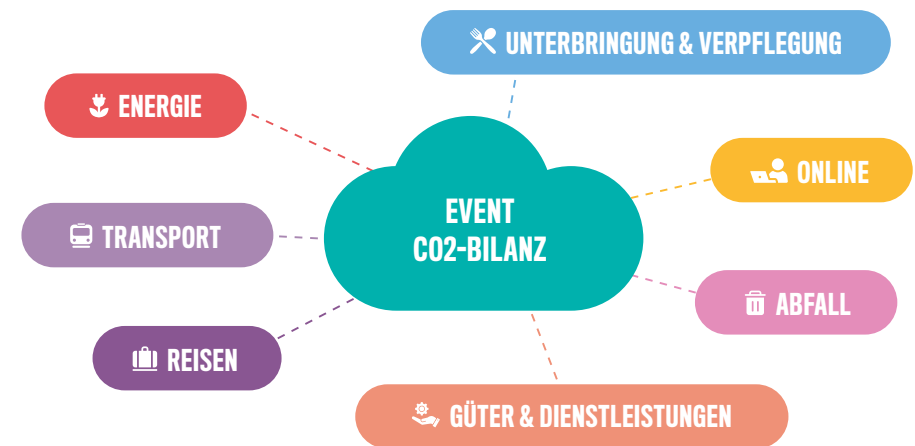 UNTERBRINGUNG & VERPFLEGUNG
ENERGIE
ONLINE
EVENT
CO2-BILANZ
TRANSPORT
ABFALL
REISEN
GÜTER & DIENSTLEISTUNGEN